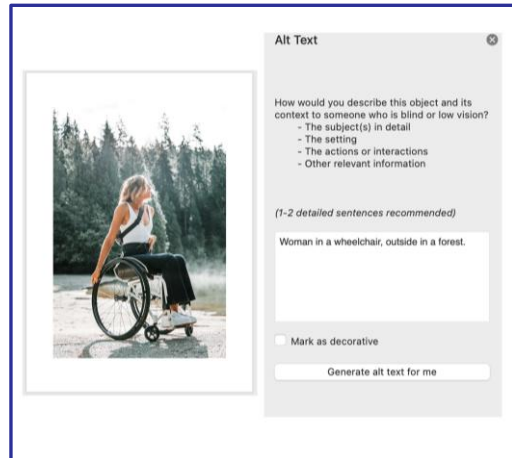 Alt Text
How would you describe this object and its
context to someone who is blind or low vision?
- The subject(s) in detail
- The setting
- The actions or interactions
- Other relevant information
(1-2 detailed sentences recommended)
Woman in a wheelchair, outside in a forest.
Mark as decorative
Generate alt text for me